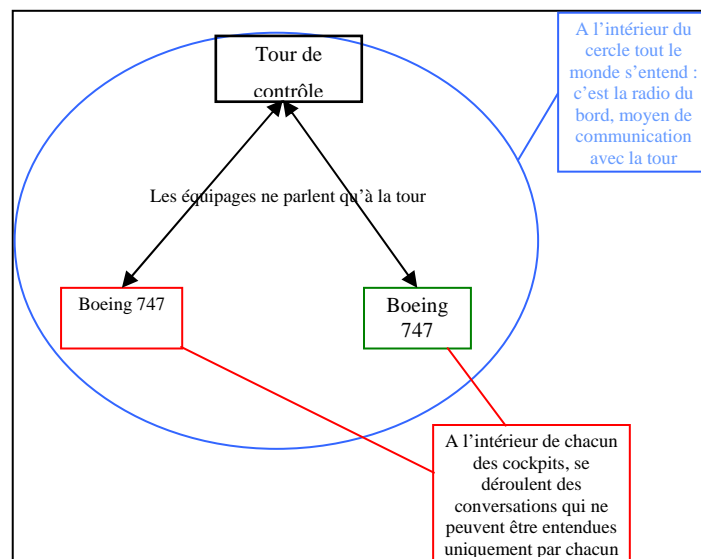 Tour de
contrôle
A l'intérieur du
cercle tout le
monde s'entend :
c'est la radio du
bord, moyen de
communication
avec la tour
Les équipages ne parlent qu'à la tour
Boeing 747
Boeing
747
A l'intérieur de chacun
des cockpits, se
déroulent des
conversations qui ne
peuvent être entendues
uniquement par chacun